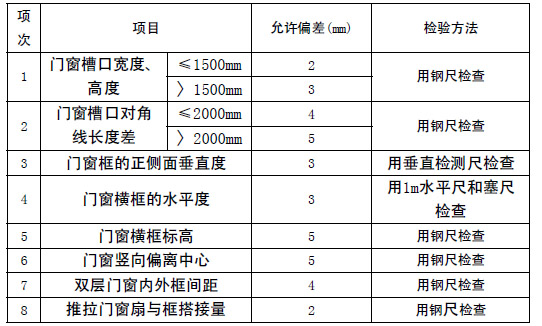 项次 项目 允许偏差(mm) 检验方法
1 门窗槽口宽度、高度 ≤1500mm 2 用钢尺检查
〉1500mm 3
2 门窗槽口对角线长度差 ≤2000mm 4 用钢尺检查
〉2000mm 5
3 门窗框的正侧面垂直度 3 用垂直检测尺检查
4 门窗横框的水平度 3 用1m水平尺和塞尺检查
5 门窗横框标高 5 用钢尺检查
6 门窗竖向偏离中心 5 用钢尺检查
7 双层门窗内外框间距 4 用钢尺检查
8 推拉门窗扇与框搭接量 2 用钢尺检查